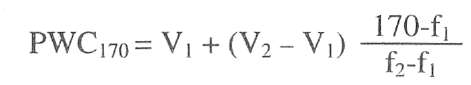 PWC₁₇₀ = V₁ + (V₂ – V₁) 170-f₁ / f₂-f₁